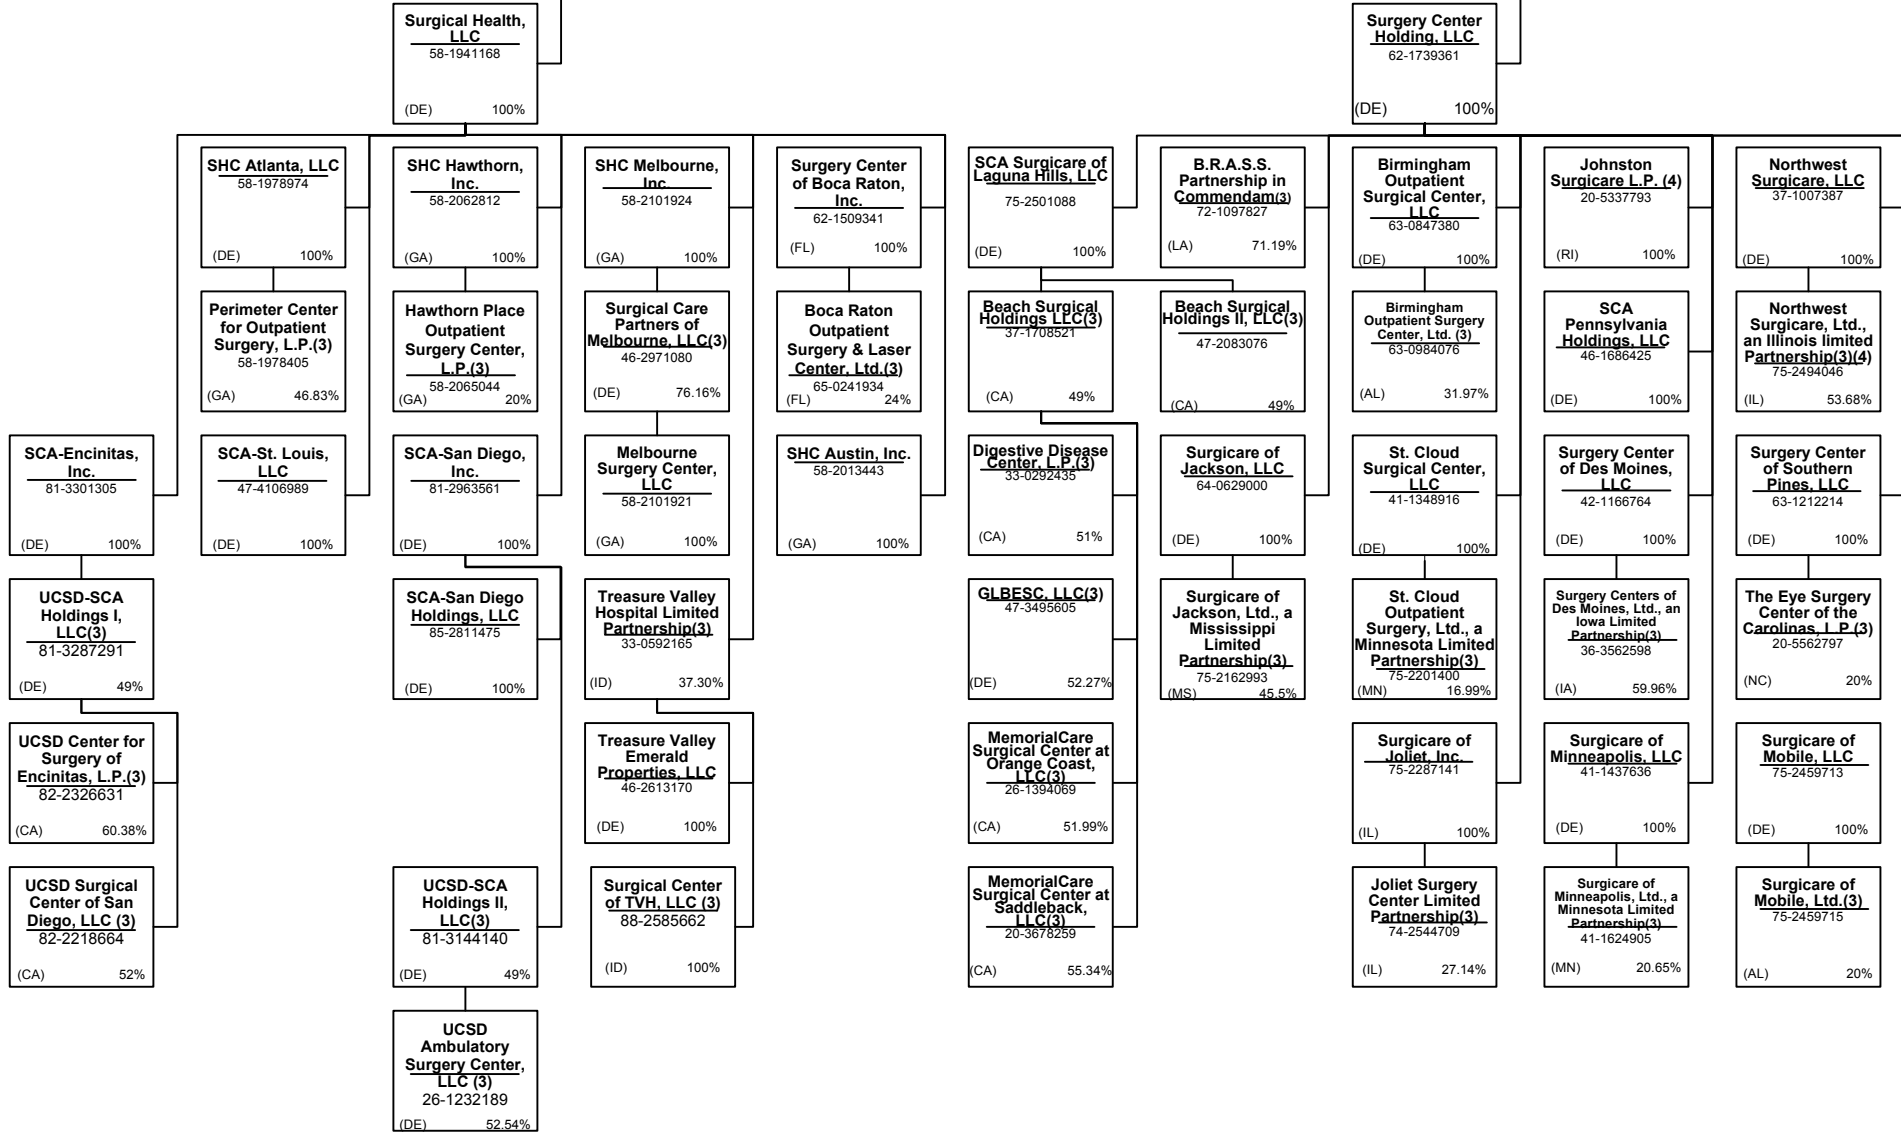 Surgical Health,
LLC
58-1941168
(DE) 100%
Surgery Center
Holding, LLC
62-1739361
(DE) 100%
SHC Atlanta, LLC
58-1978974
(DE) 100%
SHC Hawthorn,
Inc.
58-2062812
(GA) 100%
SHC Melbourne,
Inc.
58-2101924
(GA) 100%
Surgery Center
of Boca Raton,
Inc.
62-1509341
(FL) 100%
SCA Surgicare of
Laguna Hills, LLC
75-2501088
(DE) 100%
B.R.A.S.S.
Partnership in
Commendam(3)
72-1097827
(LA) 71.19%
Birmingham
Outpatient
Surgical Center,
LLC
63-0847380
(DE) 100%
Johnston
Surgicare L.P. (4)
20-5337793
(RI) 100%
Northwest
Surgicare, LLC
37-1007387
(DE) 100%
Perimeter Center
for Outpatient
Surgery, L.P.(3)
58-1978405
(GA) 46.83%
Hawthorn Place
Outpatient
Surgery Center,
L.P.(3)
58-2065044
(GA) 20%
Surgical Care
Partners of
Melbourne, LLC(3)
46-2971080
(DE) 76.16%
Boca Raton
Outpatient
Surgery & Laser
Center, Ltd.(3)
65-0241934
(FL) 24%
Beach Surgical
Holdings LLC(3)
37-1708521
(CA) 49%
Beach Surgical
Holdings II, LLC(3)
47-2083076
(CA) 49%
Birmingham
Outpatient Surgery
Center, Ltd. (3)
63-0984076
(AL) 31.97%
SCA
Pennsylvania
Holdings, LLC
46-1686425
(DE) 100%
Northwest
Surgicare, Ltd.,
an Illinois limited
Partnership(3)(4)
75-2494046
(IL) 53.68%
SCA-Encinitas,
Inc.
81-3301305
(DE) 100%
SCA-St. Louis,
LLC
47-4106989
(DE) 100%
SCA-San Diego,
Inc.
81-2963561
(DE) 100%
Melbourne
Surgery Center,
LLC
58-2101921
(GA) 100%
SHC Austin, Inc.
58-2013443
(GA) 100%
Digestive Disease
Center, L.P.(3)
33-0292435
(CA) 51%
Surgicare of
Jackson, LLC
64-0629000
(DE) 100%
St. Cloud
Surgical Center,
LLC
41-1348916
(DE) 100%
Surgery Center
of Des Moines,
LLC
42-1166764
(DE) 100%
Surgery Center
of Southern
Pines, LLC
63-1212214
(DE) 100%
UCSD-SCA
Holdings I,
LLC(3)
81-3287291
(DE) 49%
SCA-San Diego
Holdings, LLC
85-2811475
(DE) 100%
Treasure Valley
Hospital Limited
Partnership(3)
33-0592165
(ID) 37.30%
GLBESC, LLC(3)
47-3495605
(DE) 52.27%
Surgicare of
Jackson, Ltd., a
Mississippi
Limited
Partnership(3)
75-2162993
(MS) 45.5%
St. Cloud
Outpatient
Surgery, Ltd., a
Minnesota Limited
Partnership(3)
75-2201400
(MN) 16.99%
Surgery Centers of
Des Moines, Ltd., an
Iowa Limited
Partnership(3)
36-3562598
(IA) 59.96%
The Eye Surgery
Center of the
Carolinas, L.P.(3)
20-5562797
(NC) 20%
UCSD Center for
Surgery of
Encinitas, L.P.(3)
82-2326631
(CA) 60.38%
Treasure Valley
Emerald
Properties, LLC
46-2613170
(DE) 100%
MemorialCare
Surgical Center at
Orange Coast,
LLC(3)
26-1394069
(CA) 51.99%
Surgicare of
Joliet, Inc.
75-2287141
(IL) 100%
Surgicare of
Minneapolis, LLC
41-1437636
(DE) 100%
Surgicare of
Mobile, LLC
75-2459713
(DE) 100%
UCSD Surgical
Center of San
Diego, LLC (3)
82-2218664
(CA) 52%
UCSD-SCA
Holdings II,
LLC(3)
81-3144140
(DE) 49%
Surgical Center
of TVH, LLC (3)
88-2585662
(ID) 100%
MemorialCare
Surgical Center at
Saddleback,
LLC(3)
20-3678259
(CA) 55.34%
Joliet Surgery
Center Limited
Partnership(3)
74-2544709
(IL) 27.14%
Surgicare of
Minneapolis, Ltd., a
Minnesota Limited
Partnership(3)
41-1624905
(MN) 20.65%
Surgicare of
Mobile, Ltd.(3)
75-2459715
(AL) 20%
UCSD
Ambulatory
Surgery Center,
LLC (3)
26-1232189
(DE) 52.54%